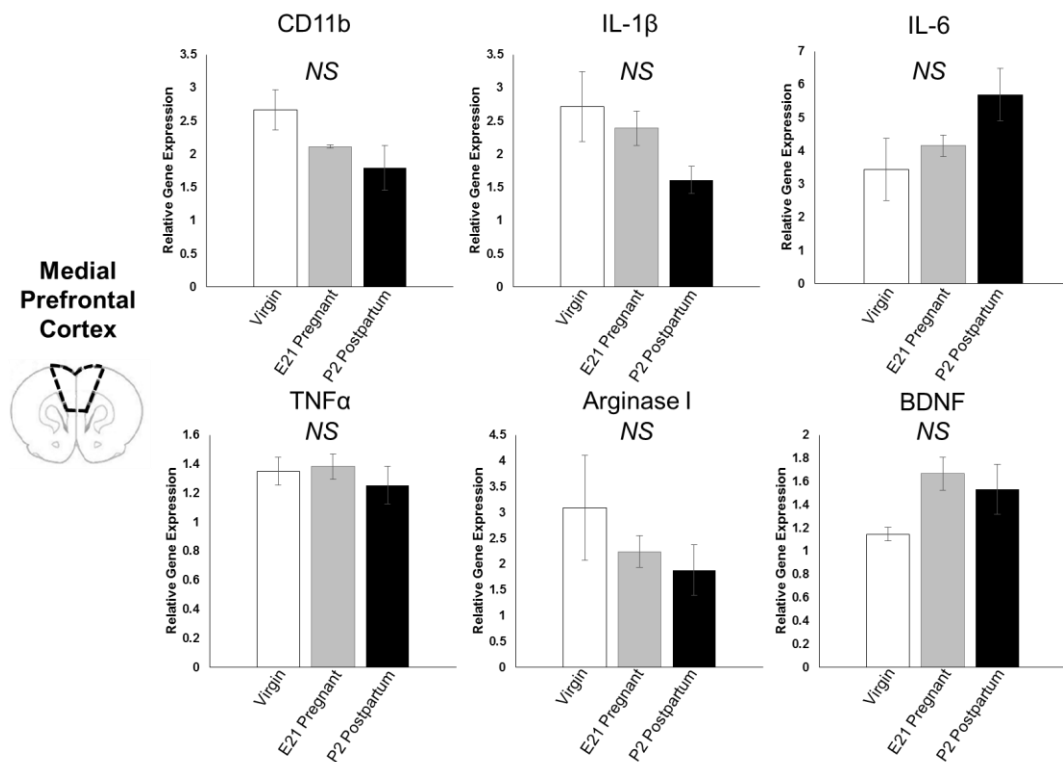 Medial
Prefrontal
Cortex
CD11b
NS
Relative Gene Expression
3.5
3
2.5
2
1.5
1
0.5
0
Virgin
E21 Pregnant
P2 Postpartum
IL-1β
NS
Relative Gene Expression
3.5
3
2.5
2
1.5
1
0.5
0
Virgin
E21 Pregnant
P2 Postpartum
IL-6
NS
Relative Gene Expression
7
6
5
4
3
2
1
0
Virgin
E21 Pregnant
P2 Postpartum
TNFα
NS
Relative Gene Expression
1.6
1.4
1.2
1
0.8
0.6
0.4
0.2
0
Virgin
E21 Pregnant
P2 Postpartum
Arginase I
NS
Relative Gene Expression
4.5
4
3.5
3
2.5
2
1.5
1
0.5
0
Virgin
E21 Pregnant
P2 Postpartum
BDNF
NS
Relative Gene Expression
2
1.8
1.6
1.4
1.2
1
0.8
0.6
0.4
0.2
0
Virgin
E21 Pregnant
P2 Postpartum